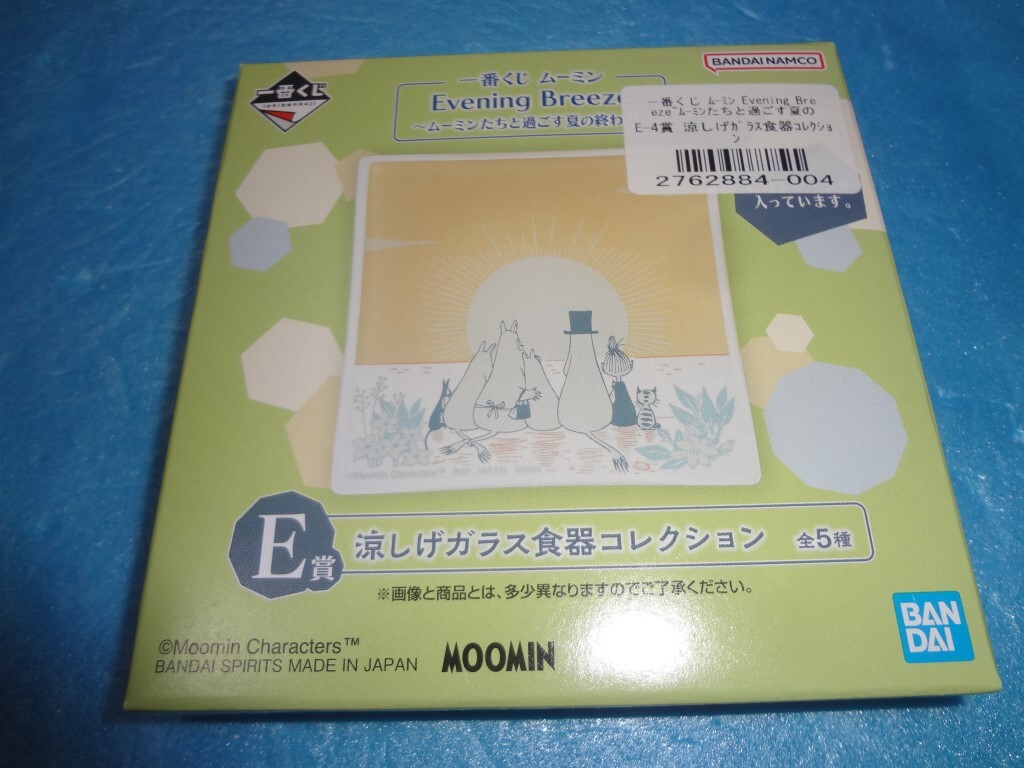 一番くじ
BANDAI NAMCO
一番くじ ムーミン
Evening Breeze
～ムーミンたちと過ごす夏の終わ
一番くじ ムーミン Evening Bre
eze~ムーミンたちと過ごす夏の
E-4賞 涼しげガラス食器コレクショ
ン
2762884-004
入っています。
©Moomin Characters™
E賞 涼しげガラス食器コレクション 全5種
※画像と商品とは、多少異なりますのでご了承ください。
©Moomin Characters™
BANDAI SPIRITS MADE IN JAPAN
MOOMIN
BAN
DAI